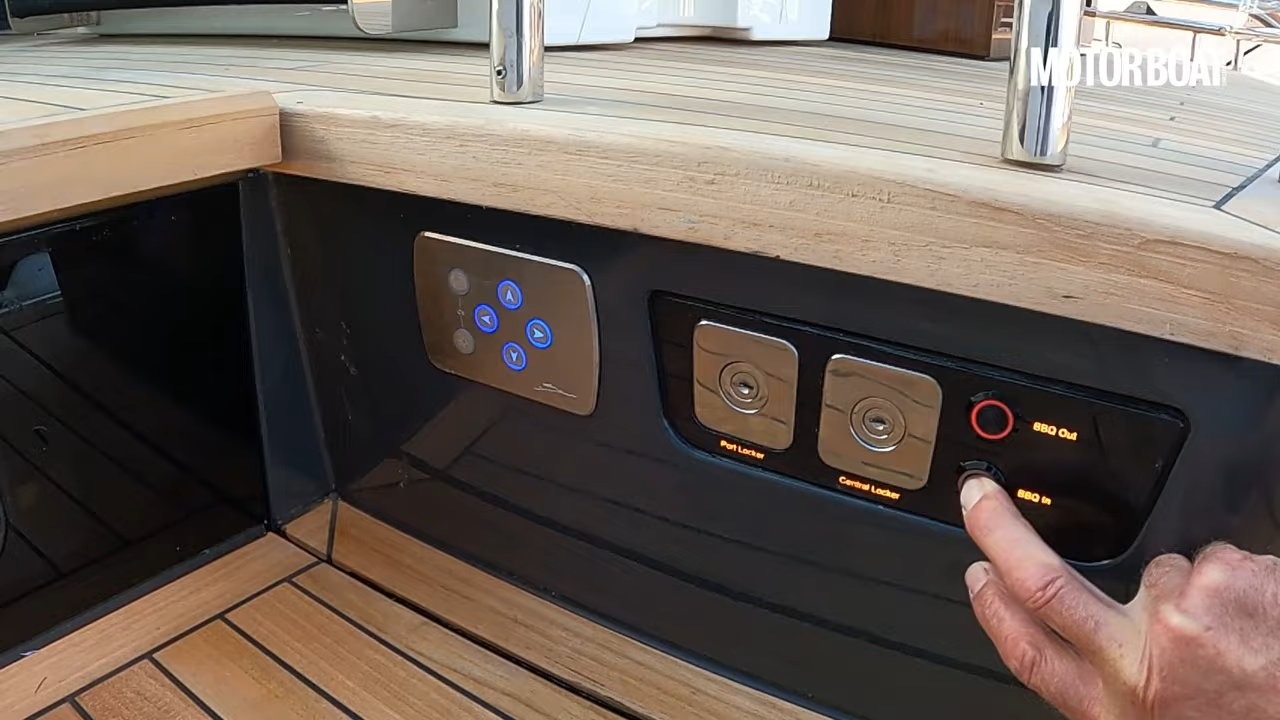 MOTORBOAT
Port Locker
Central Locker
BBQ Out
BBQ In